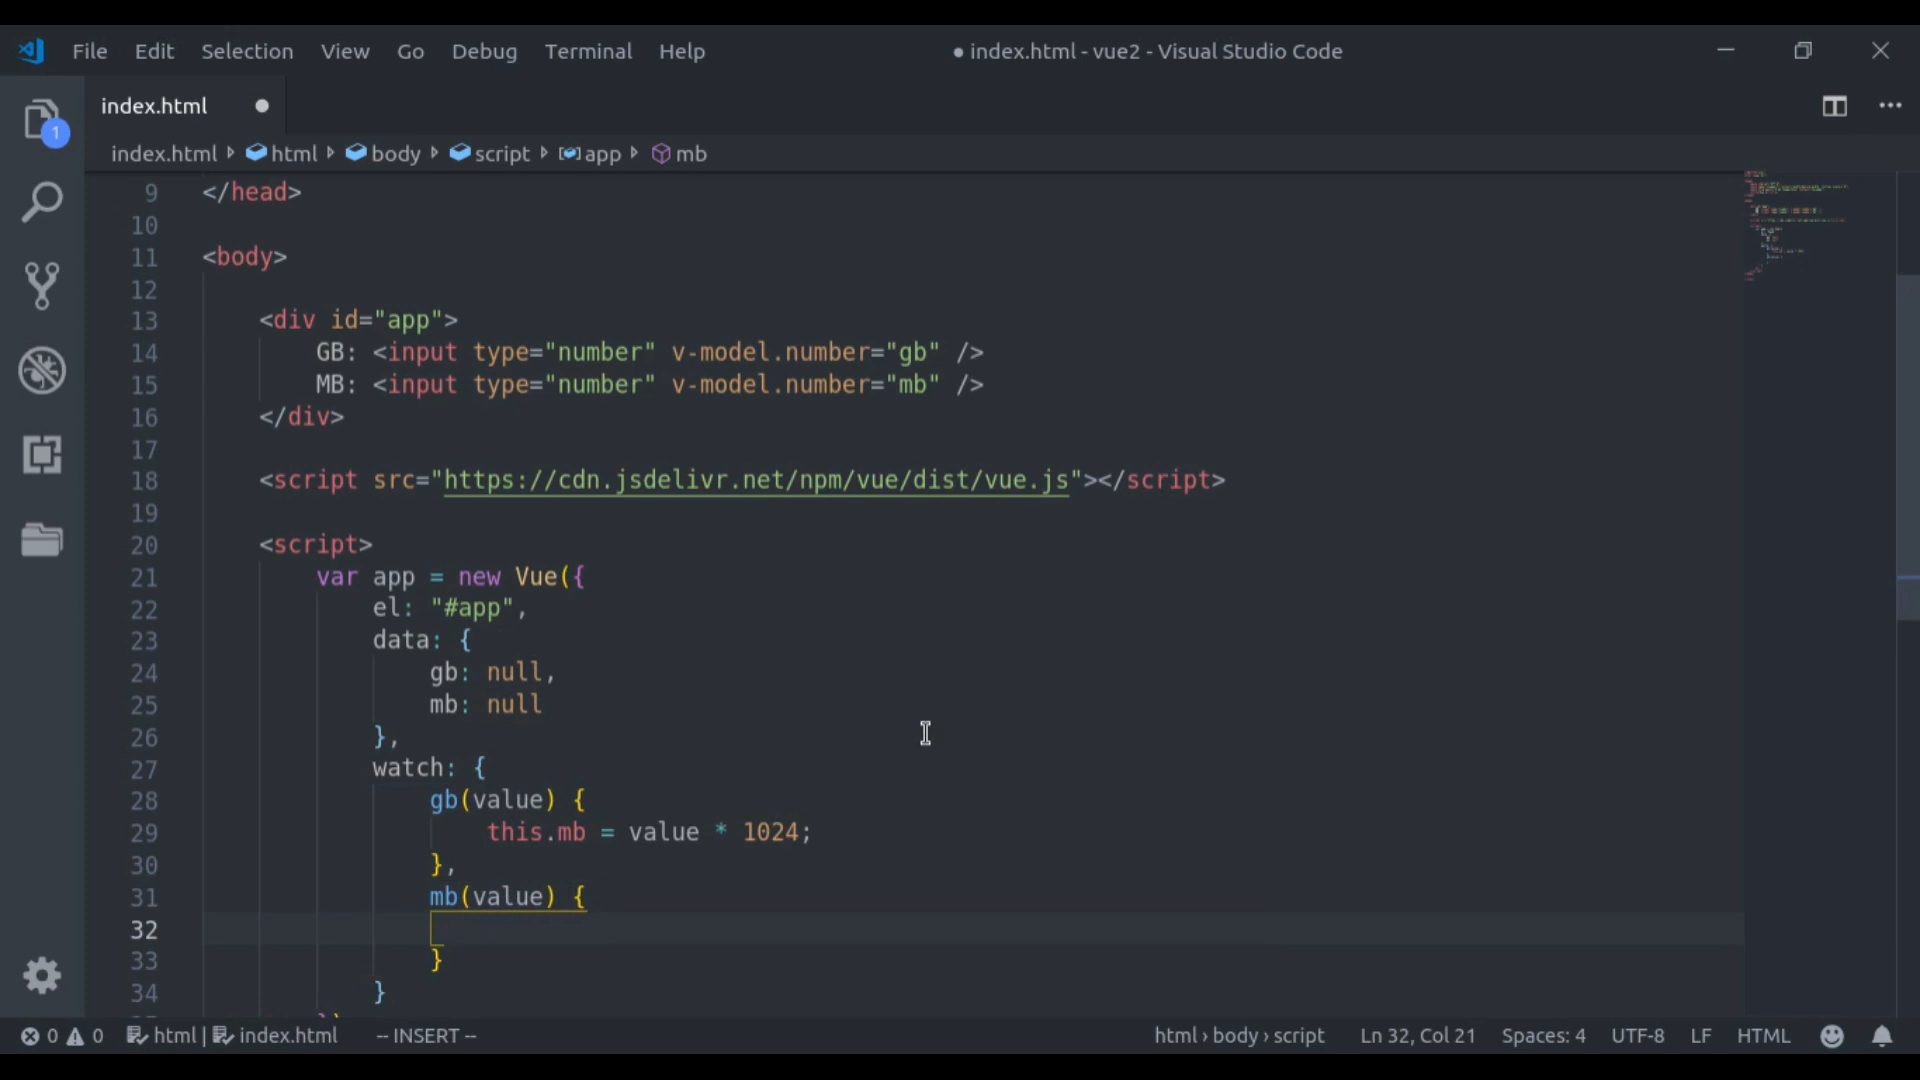 File Edit Selection View Go Debug Terminal Help ● index.html - vue2 - Visual Studio Code
index.html ●
index.html html body script app mb
1
9 </head>
10
11 <body>
12
13 <div id="app">
14 GB: <input type="number" v-model.number="gb" />
15 MB: <input type="number" v-model.number="mb" />
16 </div>
17
18 <script src="https://cdn.jsdelivr.net/npm/vue/dist/vue.js"></script>
19
20 <script>
21 var app = new Vue({
22 el: "#app",
23 data: {
24 gb: null,
25 mb: null
26 },
27 watch: {
28 gb(value) {
29 this.mb = value * 1024;
30 },
31 mb(value) {
32
33 }
34 }
0 0 html | index.html -- INSERT -- html › body › script Ln 32, Col 21 Spaces: 4 UTF-8 LF HTML